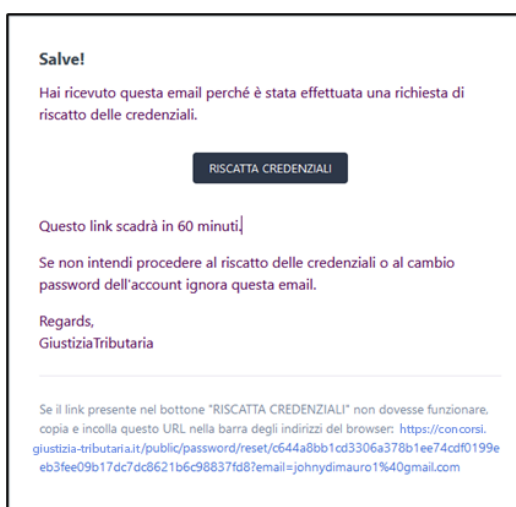 Salve!
Hai ricevuto questa email perché è stata effettuata una richiesta di
riscatto delle credenziali.
RISCATTA CREDENZIALI
Questo link scadrà in 60 minuti.
Se non intendi procedere al riscatto delle credenziali o al cambio
password dell'account ignora questa email.
Regards,
GiustiziaTributaria
Se il link presente nel bottone "RISCATTA CREDENZIALI" non dovesse funzionare,
copia e incolla questo URL nella barra degli indirizzi del browser: https://concorsi.
giustizia-tributaria.it/public/password/reset/c644a8bb1cd3306a378b1ee74cdf0199e
eb3fee09b17dc7dc8621b6c98837fd8?email=johnydimauro1%40gmail.com